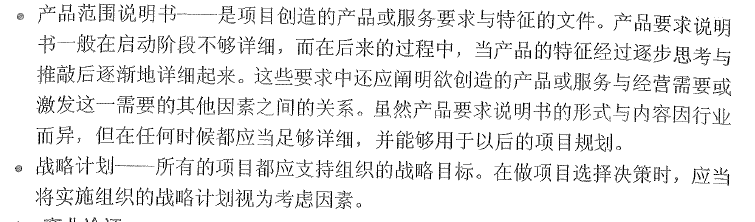 • 产品范围说明书——是项目创造的产品或服务要求与特征的文件。产品要求说明
书一般在启动阶段不够详细，而在后来的过程中，当产品的特征经过逐步思考与
推敲后逐渐地详细起来。这些要求中还应阐明欲创造的产品或服务与经营需要或
激发这一需要的其他因素之间的关系。虽然产品要求说明书的形式与内容因行业
而异，但在任何时候都应当足够详细，并能够用于以后的项目规划。
• 战略计划——所有的项目都应支持组织的战略目标。在做项目选择决策时，应当
将实施组织的战略计划视为考虑因素。